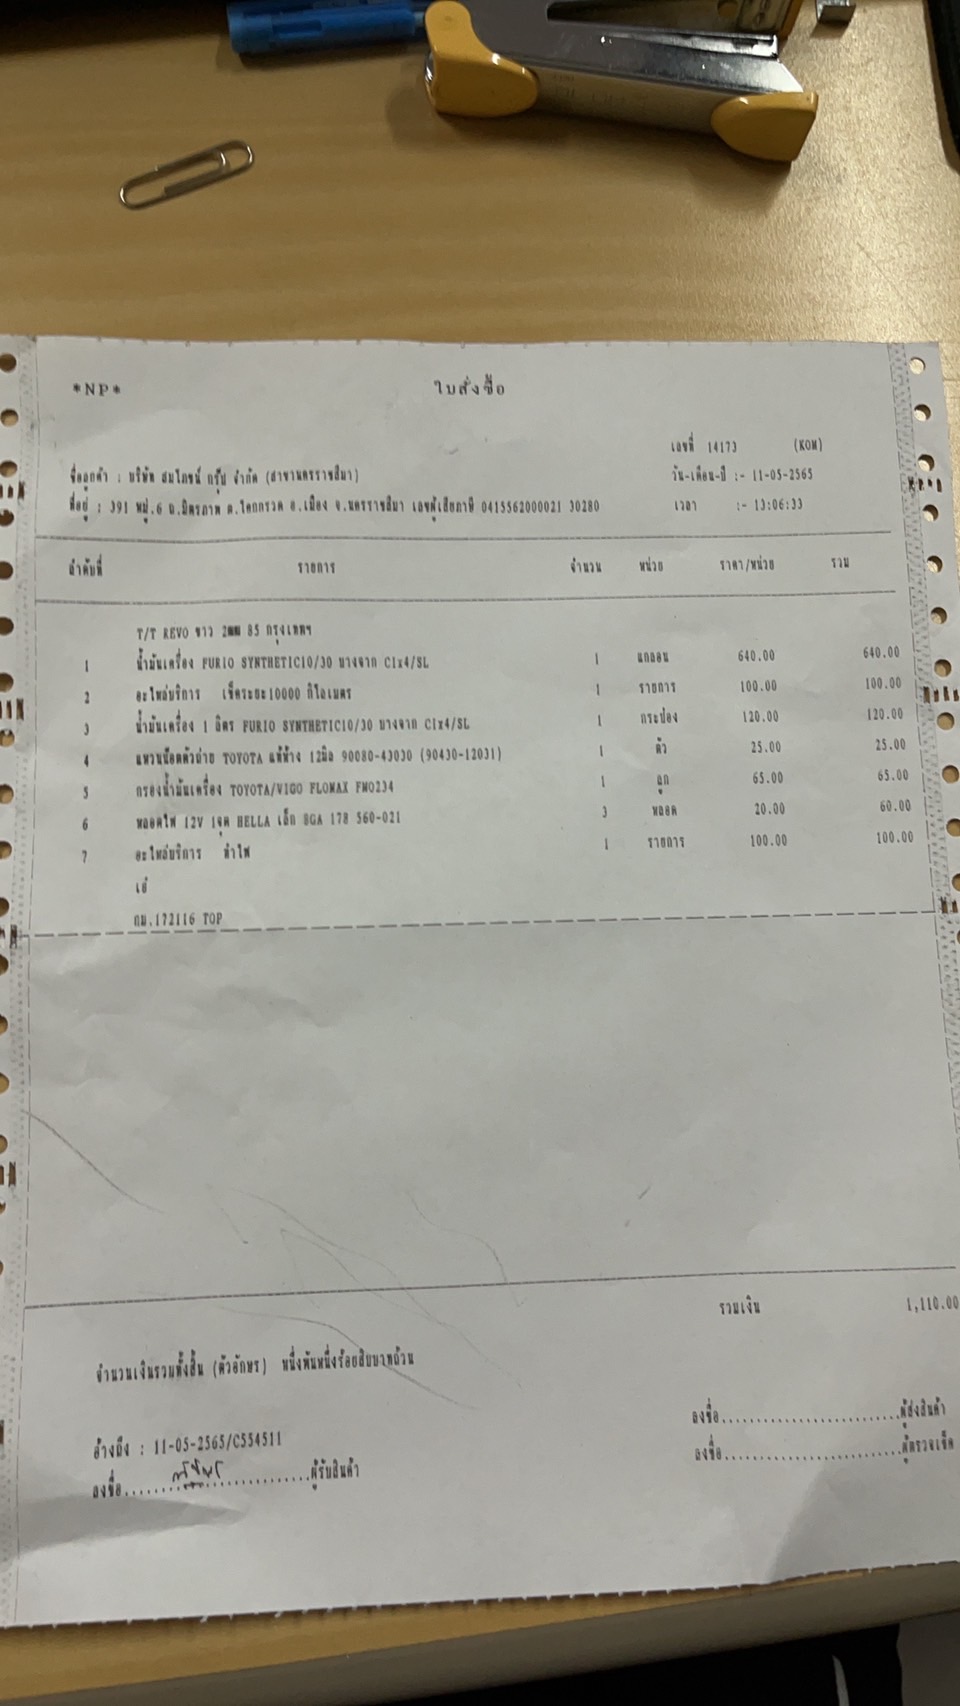 *NP* ใบสั่งซื้อ
เลขที่ 14173 (KOM)
ชื่อลูกค้า : บริษัท สมโภชน์ กรุ๊ป จำกัด (สาขานครราชสีมา) วัน-เดือน-ปี :- 11-05-2565
ที่อยู่ : 391 หมู่.6 ถ.มิตรภาพ ต.โคกกรวด อ.เมือง จ.นครราชสีมา เลขผู้เสียภาษี 0415562000021 30280 เวลา :- 13:06:33
ลำดับที่ รายการ จำนวน หน่วย ราคา/หน่วย รวม
T/T REVO ขาว 2ฒฒ 85 กรุงเทพฯ
1 น้ำมันเครื่อง FURIO SYNTHETIC10/30 บางจาก C1x4/SL 1 แกลลอน 640.00 640.00
2 อะไหล่บริการ เช็คระยะ10000 กิโลเมตร 1 รายการ 100.00 100.00
3 น้ำมันเครื่อง 1 ลิตร FURIO SYNTHETIC10/30 บางจาก C1x4/SL 1 กระป๋อง 120.00 120.00
4 แหวนน็อตตัวถ่าย TOYOTA แท้ห้าง 12มิล 90080-43030 (90430-12031) 1 ตัว 25.00 25.00
5 กรองน้ำมันเครื่อง TOYOTA/VIGO FLOMAX FMO234 1 ลูก 65.00 65.00
6 หลอดไฟ 12V 1จุด HELLA เล็ก 8GA 178 560-021 3 หลอด 20.00 60.00
7 อะไหล่บริการ ทำไฟ 1 รายการ 100.00 100.00
เอ๋
กม.172116 TOP
รวมเงิน 1,110.00
จำนวนเงินรวมทั้งสิ้น (ตัวอักษร) หนึ่งพันหนึ่งร้อยสิบบาทถ้วน
ลงชื่อ..........................ผู้ส่งสินค้า
อ้างถึง : 11-05-2565/C554511
ลงชื่อ..........................ผู้ตรวจเช็ค
ลงชื่อ...........................ผู้รับสินค้า